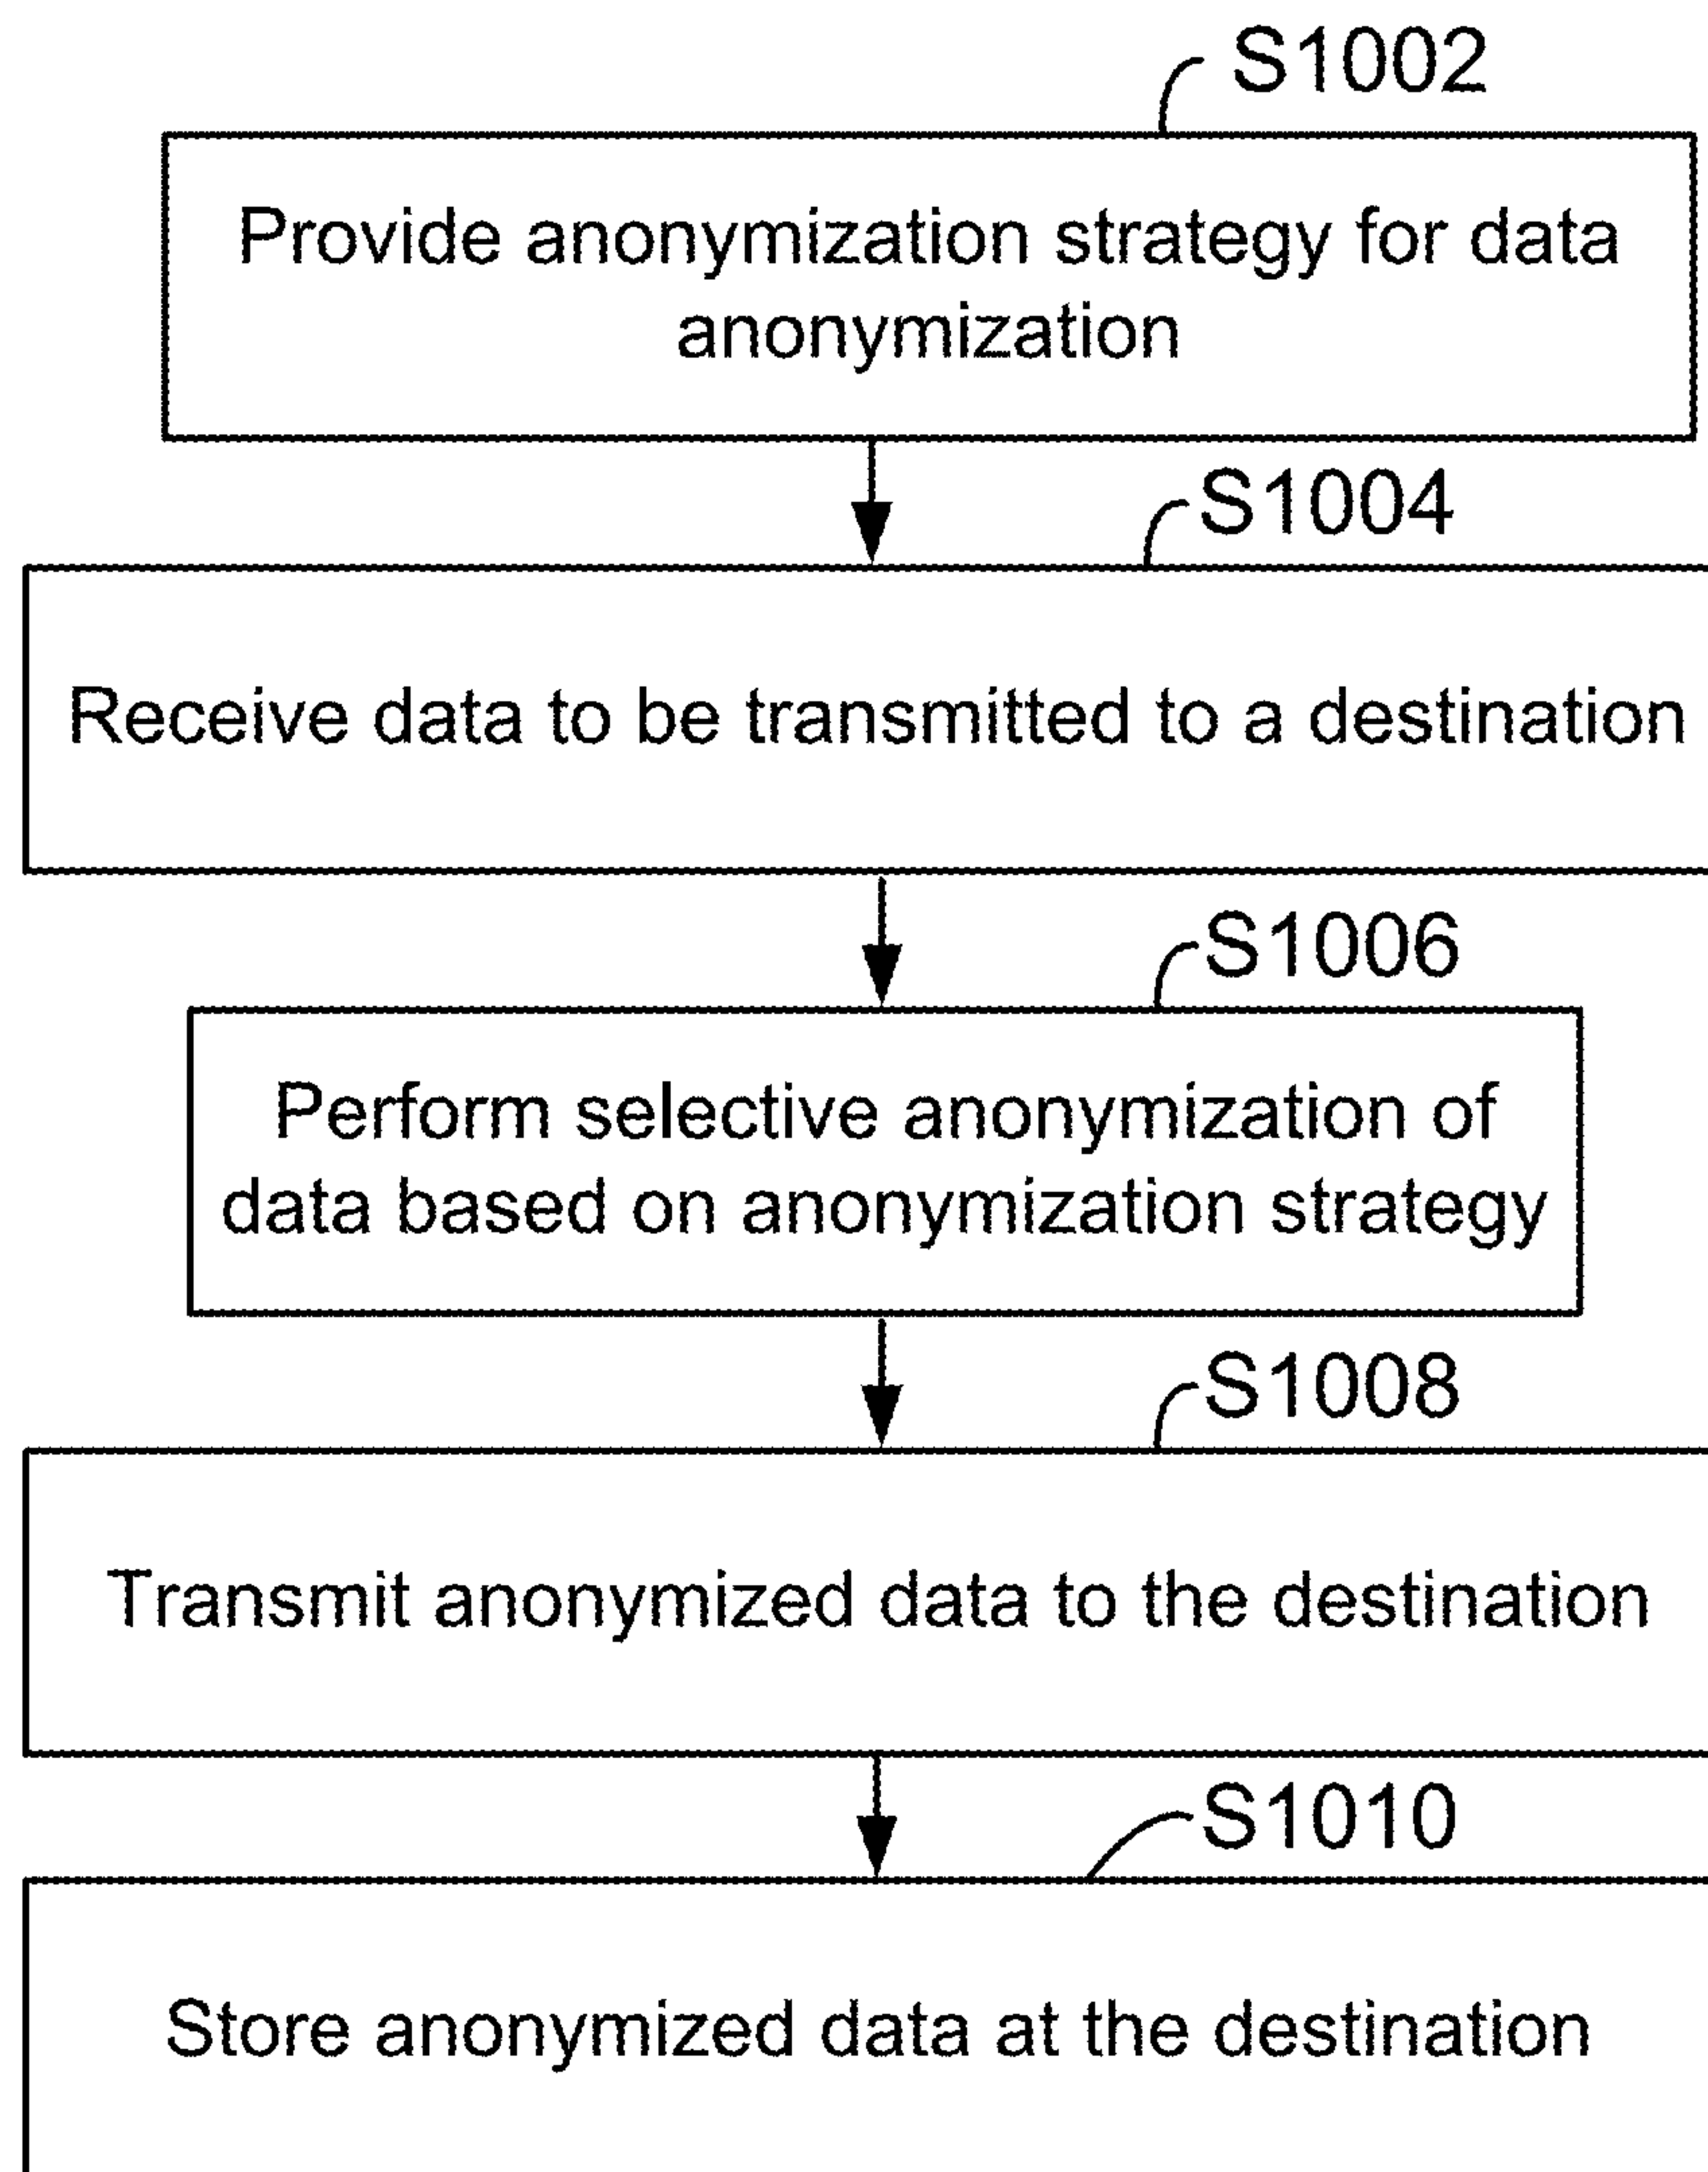 S1002
Provide anonymization strategy for data
anonymization
S1004
Receive data to be transmitted to a destination
S1006
Perform selective anonymization of
data based on anonymization strategy
S1008
Transmit anonymized data to the destination
S1010
Store anonymized data at the destination